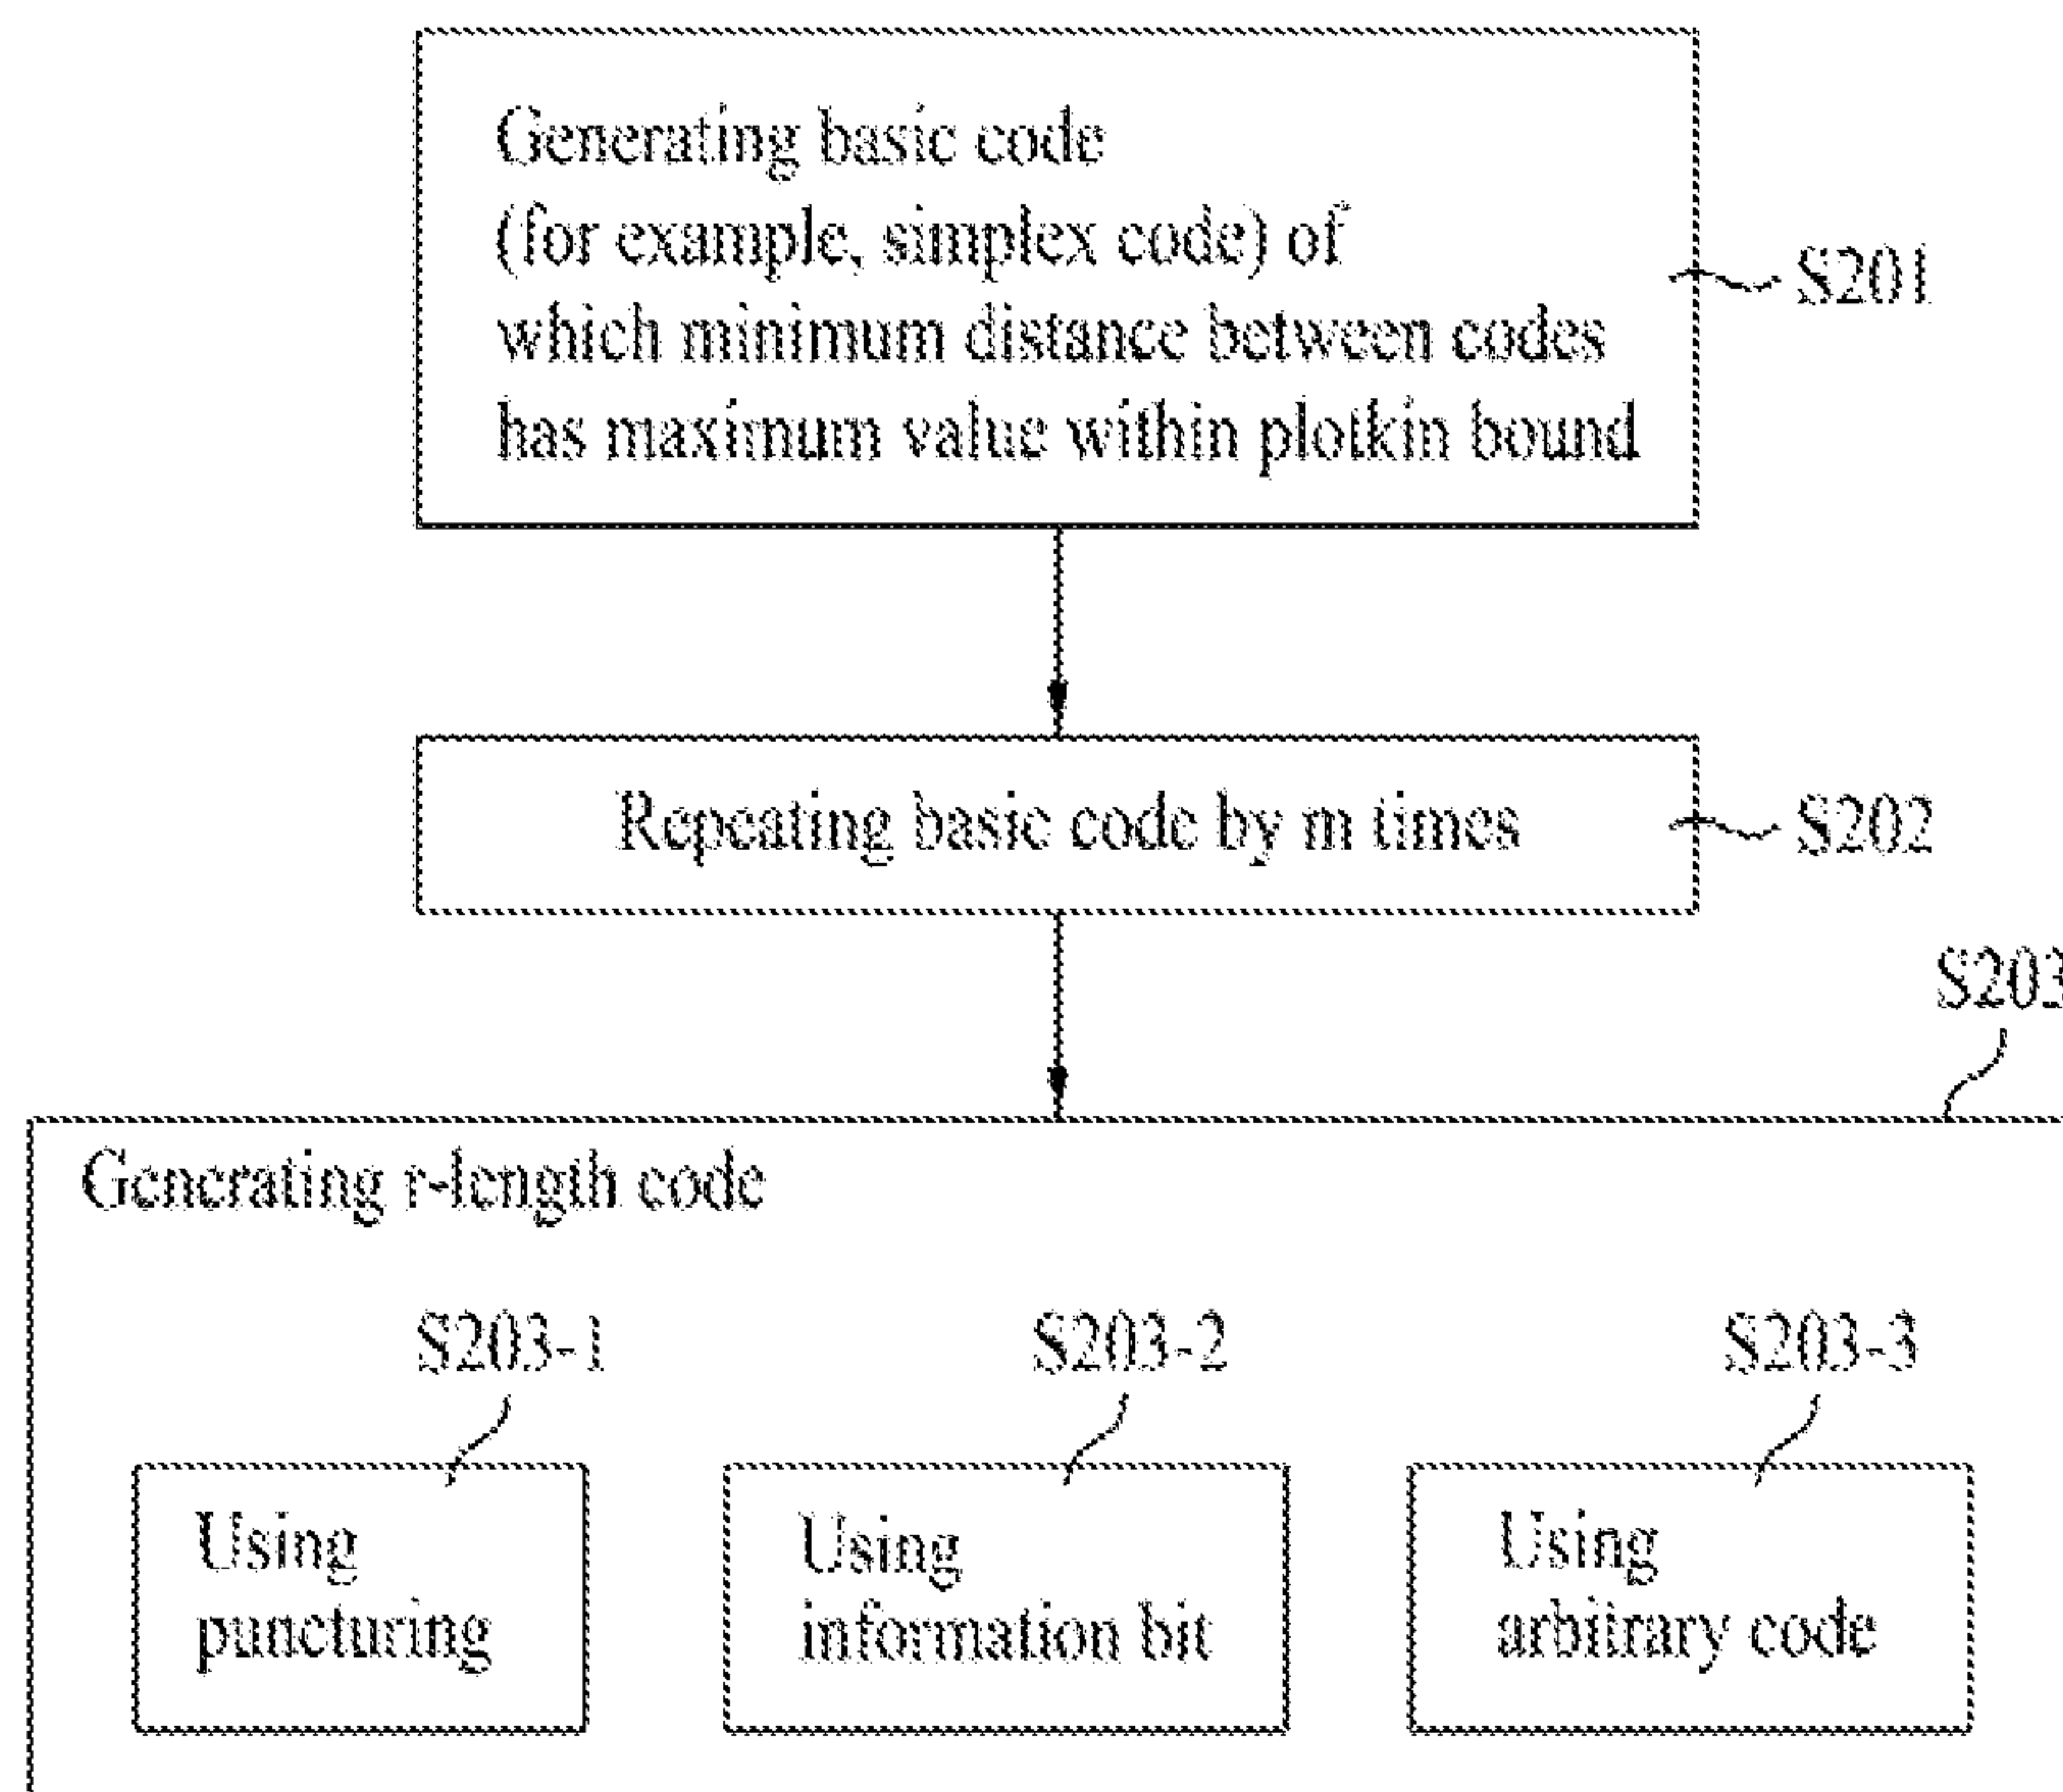 Generating basic code
(for example, simplex code) of
which minimum distance between codes
has maximum value within plotkin bound
S201
Repeating basic code by m times
S202
S203
Generating r-length code
S203-1
S203-2
S203-3
Using
puncturing
Using
information bit
Using
arbitrary code